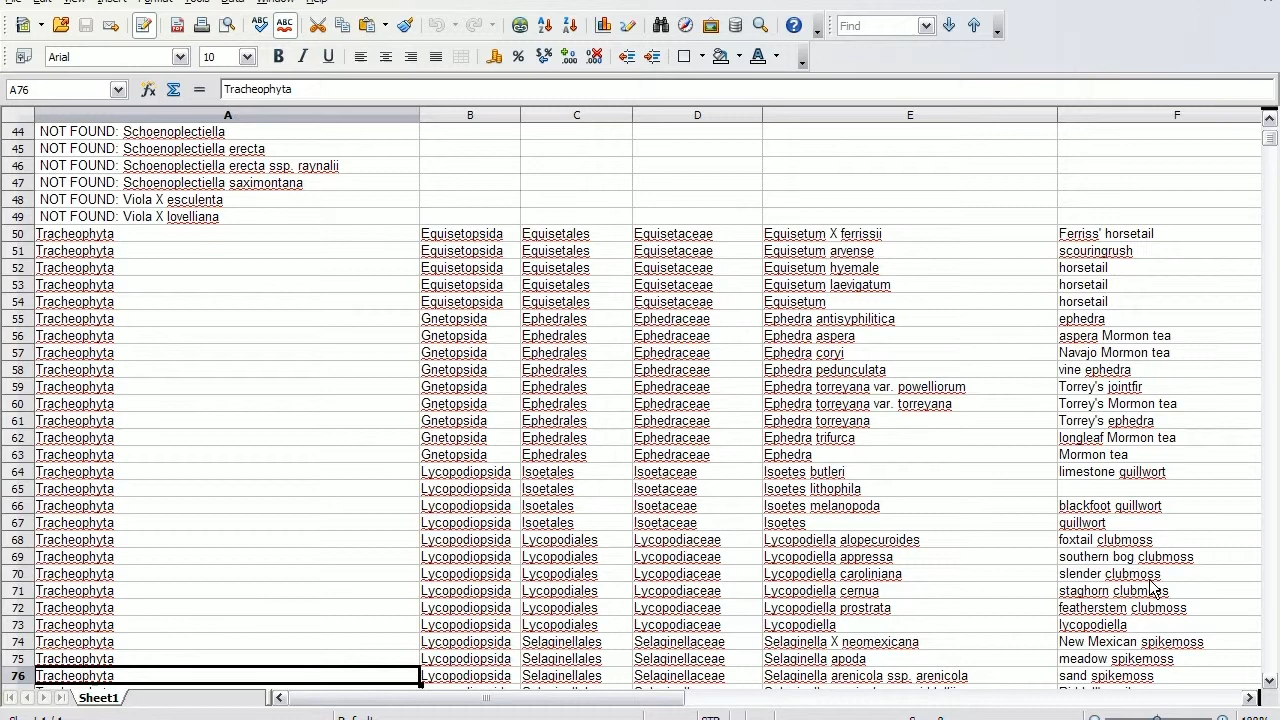 Find
Arial 10
A76 Tracheophyta
A B C D E F
44 NOT FOUND: Schoenoplectiella
45 NOT FOUND: Schoenoplectiella erecta
46 NOT FOUND: Schoenoplectiella erecta ssp. raynalii
47 NOT FOUND: Schoenoplectiella saximontana
48 NOT FOUND: Viola X esculenta
49 NOT FOUND: Viola X lovelliana
50 Tracheophyta Equisetopsida Equisetales Equisetaceae Equisetum X ferrissii Ferriss' horsetail
51 Tracheophyta Equisetopsida Equisetales Equisetaceae Equisetum arvense scouringrush
52 Tracheophyta Equisetopsida Equisetales Equisetaceae Equisetum hyemale horsetail
53 Tracheophyta Equisetopsida Equisetales Equisetaceae Equisetum laevigatum horsetail
54 Tracheophyta Equisetopsida Equisetales Equisetaceae Equisetum horsetail
55 Tracheophyta Gnetopsida Ephedrales Ephedraceae Ephedra antisyphilitica ephedra
56 Tracheophyta Gnetopsida Ephedrales Ephedraceae Ephedra aspera aspera Mormon tea
57 Tracheophyta Gnetopsida Ephedrales Ephedraceae Ephedra coryi Navajo Mormon tea
58 Tracheophyta Gnetopsida Ephedrales Ephedraceae Ephedra pedunculata vine ephedra
59 Tracheophyta Gnetopsida Ephedrales Ephedraceae Ephedra torreyana var. powelliorum Torrey's jointfir
60 Tracheophyta Gnetopsida Ephedrales Ephedraceae Ephedra torreyana var. torreyana Torrey's Mormon tea
61 Tracheophyta Gnetopsida Ephedrales Ephedraceae Ephedra torreyana Torrey's ephedra
62 Tracheophyta Gnetopsida Ephedrales Ephedraceae Ephedra trifurca longleaf Mormon tea
63 Tracheophyta Gnetopsida Ephedrales Ephedraceae Ephedra Mormon tea
64 Tracheophyta Lycopodiopsida Isoetales Isoetaceae Isoetes butleri limestone quillwort
65 Tracheophyta Lycopodiopsida Isoetales Isoetaceae Isoetes lithophila
66 Tracheophyta Lycopodiopsida Isoetales Isoetaceae Isoetes melanopoda blackfoot quillwort
67 Tracheophyta Lycopodiopsida Isoetales Isoetaceae Isoetes quillwort
68 Tracheophyta Lycopodiopsida Lycopodiales Lycopodiaceae Lycopodiella alopecuroides foxtail clubmoss
69 Tracheophyta Lycopodiopsida Lycopodiales Lycopodiaceae Lycopodiella appressa southern bog clubmoss
70 Tracheophyta Lycopodiopsida Lycopodiales Lycopodiaceae Lycopodiella caroliniana slender clubmoss
71 Tracheophyta Lycopodiopsida Lycopodiales Lycopodiaceae Lycopodiella cernua staghorn clubmoss
72 Tracheophyta Lycopodiopsida Lycopodiales Lycopodiaceae Lycopodiella prostrata featherstem clubmoss
73 Tracheophyta Lycopodiopsida Lycopodiales Lycopodiaceae Lycopodiella lycopodiella
74 Tracheophyta Lycopodiopsida Selaginellales Selaginellaceae Selaginella X neomexicana New Mexican spikemoss
75 Tracheophyta Lycopodiopsida Selaginellales Selaginellaceae Selaginella apoda meadow spikemoss
76 Tracheophyta Lycopodiopsida Selaginellales Selaginellaceae Selaginella arenicola ssp. arenicola sand spikemoss
Sheet1